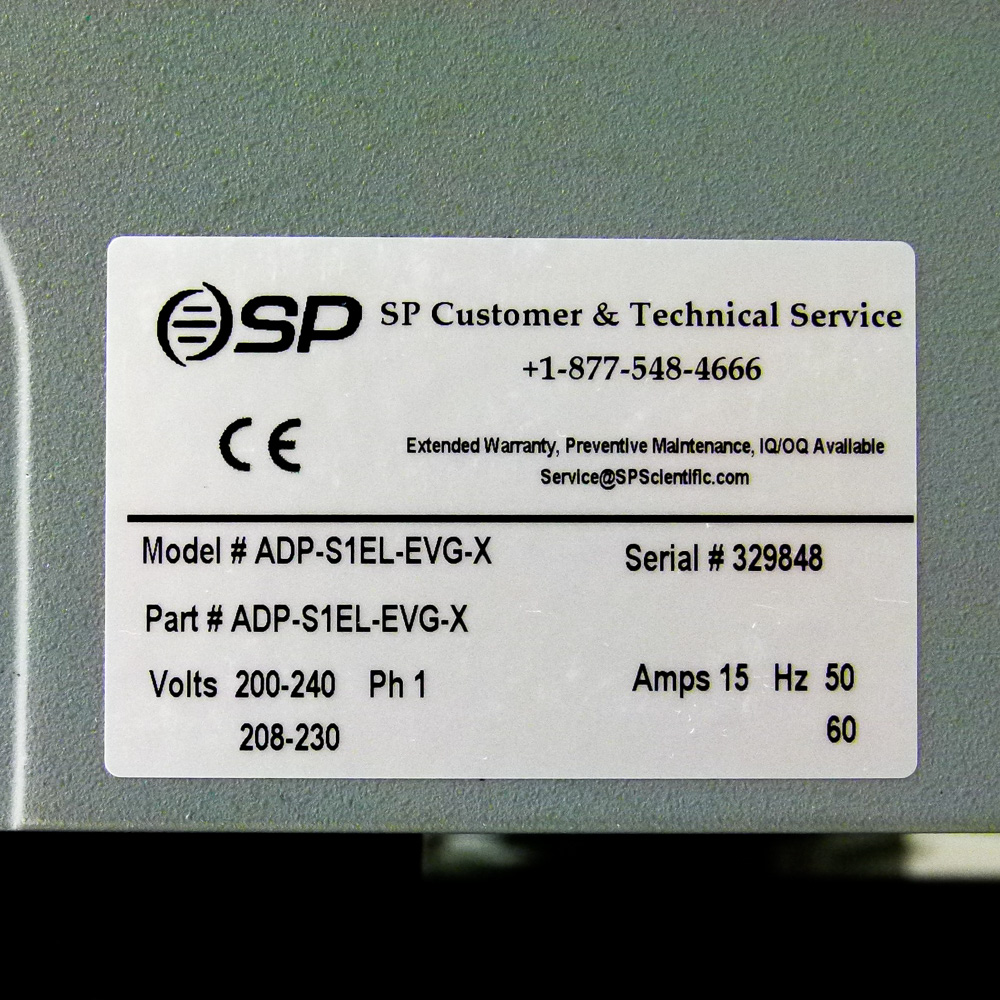 SP SP Customer & Technical Service
+1-877-548-4666
CE Extended Warranty, Preventive Maintenance, IQ/OQ Available
Service@SPScientific.com
Model # ADP-S1EL-EVG-X Serial # 329848
Part # ADP-S1EL-EVG-X
Volts 200-240 Ph 1 Amps 15 Hz 50
208-230 60